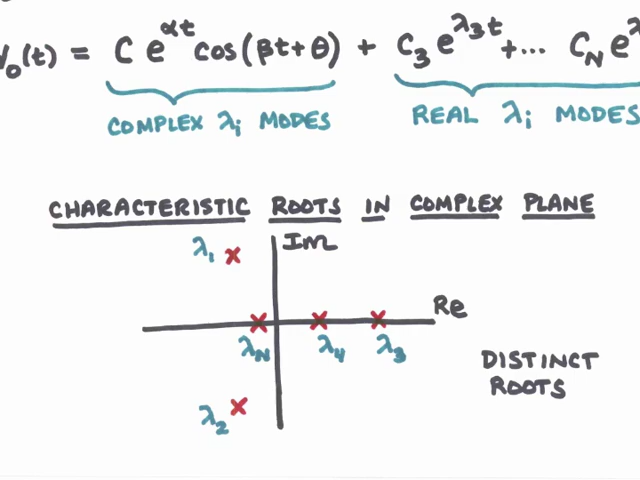 V₀(t) = C e^αt cos(βt+θ) + C₃ e^λ₃t +... C_N e^λ
COMPLEX λᵢ MODES REAL λᵢ MODES
CHARACTERISTIC ROOTS IN COMPLEX PLANE
Im
λ₁
Re
λ_N λ₄ λ₃
DISTINCT
ROOTS
λ₂